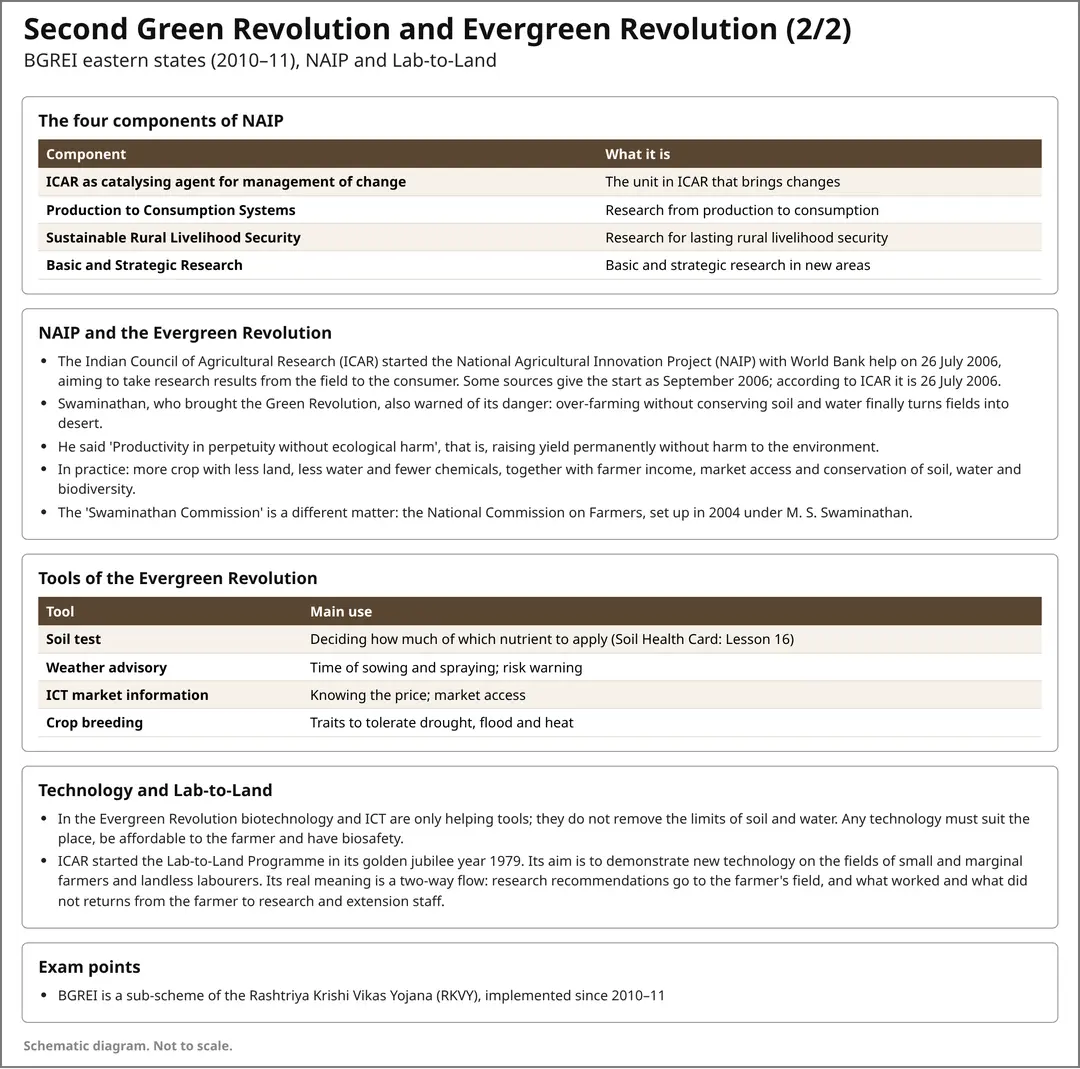 Second Green Revolution and Evergreen Revolution (2/2)
BGREI eastern states (2010–11), NAIP and Lab-to-Land
The four components of NAIP
Component What it is
ICAR as catalysing agent for management of change The unit in ICAR that brings changes
Production to Consumption Systems Research from production to consumption
Sustainable Rural Livelihood Security Research for lasting rural livelihood security
Basic and Strategic Research Basic and strategic research in new areas
NAIP and the Evergreen Revolution
• The Indian Council of Agricultural Research (ICAR) started the National Agricultural Innovation Project (NAIP) with World Bank help on 26 July 2006,
aiming to take research results from the field to the consumer. Some sources give the start as September 2006; according to ICAR it is 26 July 2006.
• Swaminathan, who brought the Green Revolution, also warned of its danger: over-farming without conserving soil and water finally turns fields into
desert.
• He said 'Productivity in perpetuity without ecological harm', that is, raising yield permanently without harm to the environment.
• In practice: more crop with less land, less water and fewer chemicals, together with farmer income, market access and conservation of soil, water and
biodiversity.
• The 'Swaminathan Commission' is a different matter: the National Commission on Farmers, set up in 2004 under M. S. Swaminathan.
Tools of the Evergreen Revolution
Tool Main use
Soil test Deciding how much of which nutrient to apply (Soil Health Card: Lesson 16)
Weather advisory Time of sowing and spraying; risk warning
ICT market information Knowing the price; market access
Crop breeding Traits to tolerate drought, flood and heat
Technology and Lab-to-Land
• In the Evergreen Revolution biotechnology and ICT are only helping tools; they do not remove the limits of soil and water. Any technology must suit the
place, be affordable to the farmer and have biosafety.
• ICAR started the Lab-to-Land Programme in its golden jubilee year 1979. Its aim is to demonstrate new technology on the fields of small and marginal
farmers and landless labourers. Its real meaning is a two-way flow: research recommendations go to the farmer's field, and what worked and what did
not returns from the farmer to research and extension staff.
Exam points
• BGREI is a sub-scheme of the Rashtriya Krishi Vikas Yojana (RKVY), implemented since 2010–11
Schematic diagram. Not to scale.